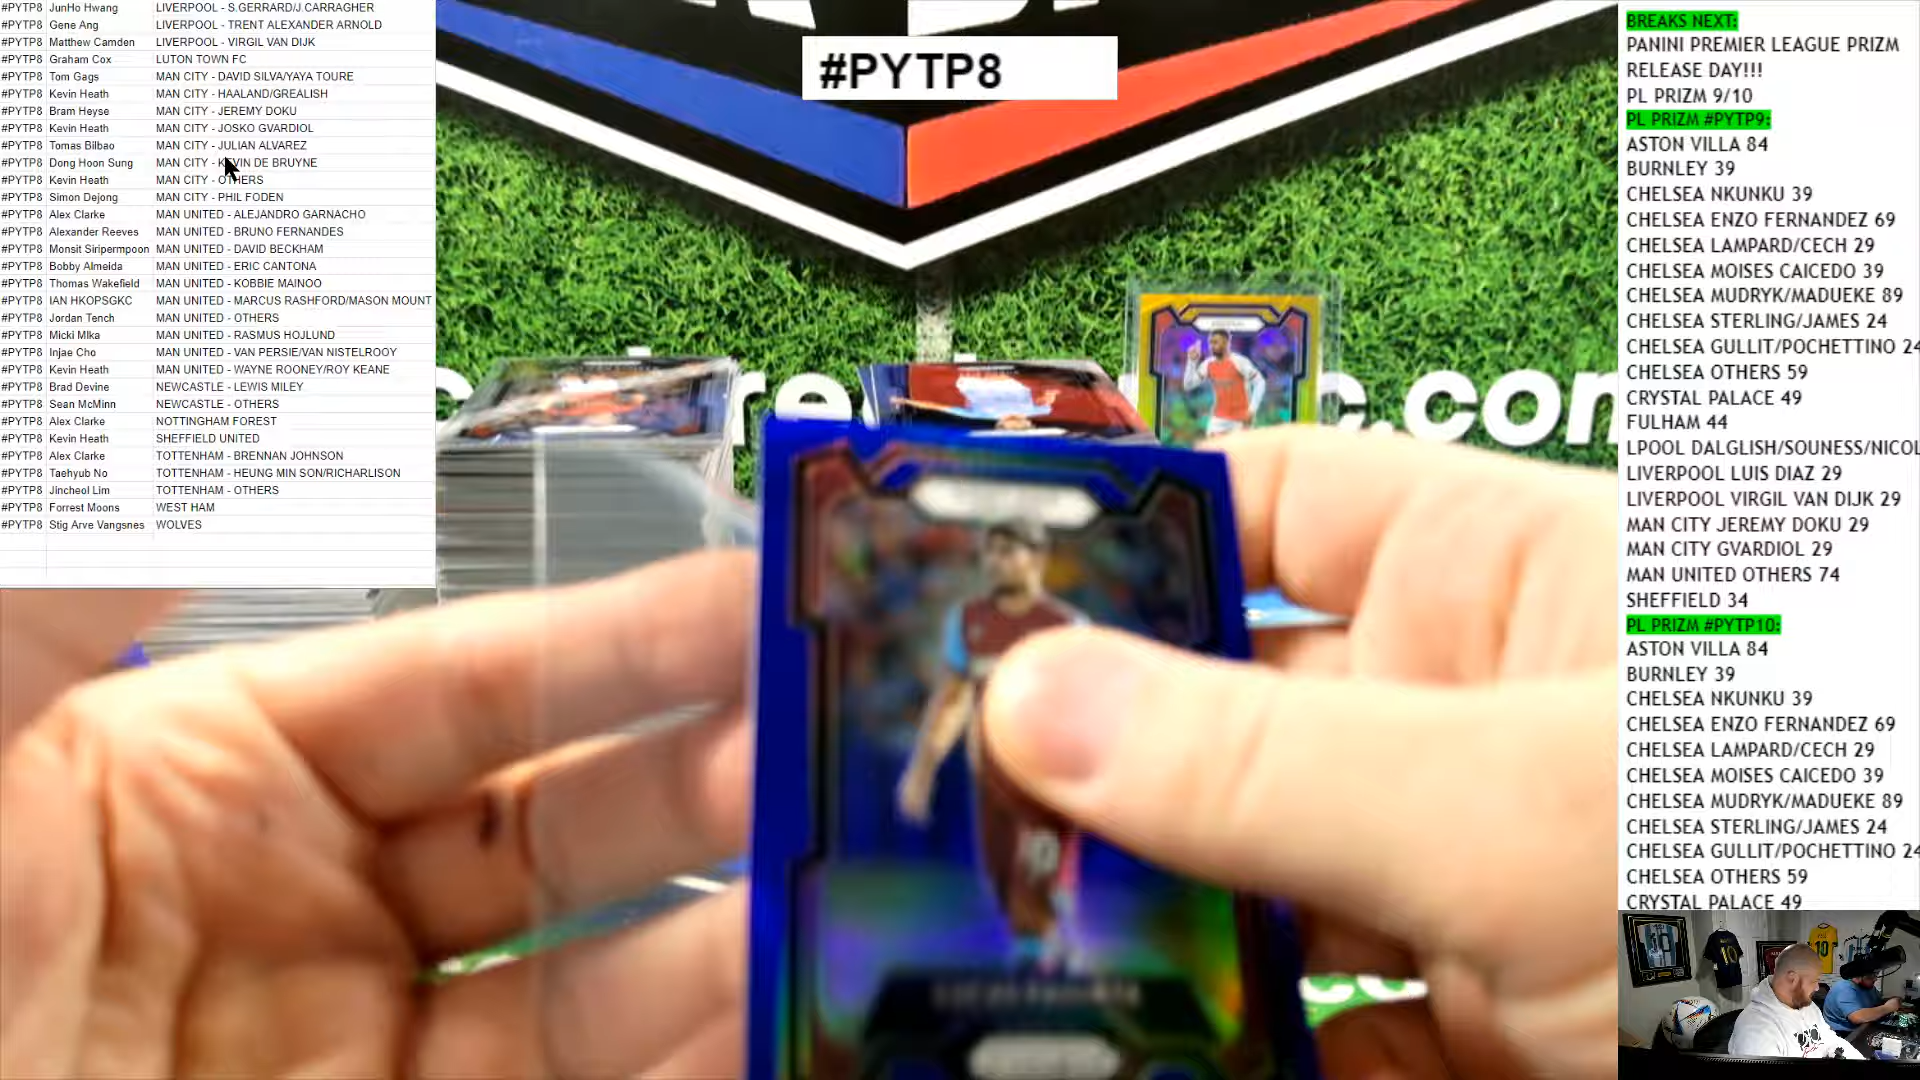 #PYTP8 JunHo Hwang LIVERPOOL - S.GERRARD/J.CARRAGHER
#PYTP8 Gene Ang LIVERPOOL - TRENT ALEXANDER ARNOLD
#PYTP8 Matthew Camden LIVERPOOL - VIRGIL VAN DIJK
#PYTP8 Graham Cox LUTON TOWN FC
#PYTP8 Tom Gags MAN CITY - DAVID SILVA/YAYA TOURE
#PYTP8 Kevin Heath MAN CITY - HAALAND/GREALISH
#PYTP8 Bram Heyse MAN CITY - JEREMY DOKU
#PYTP8 Kevin Heath MAN CITY - JOSKO GVARDIOL
#PYTP8 Tomas Bilbao MAN CITY - JULIAN ALVAREZ
#PYTP8 Dong Hoon Sung MAN CITY - KEVIN DE BRUYNE
#PYTP8 Kevin Heath MAN CITY - OTHERS
#PYTP8 Simon Dejong MAN CITY - PHIL FODEN
#PYTP8 Alex Clarke MAN UNITED - ALEJANDRO GARNACHO
#PYTP8 Alexander Reeves MAN UNITED - BRUNO FERNANDES
#PYTP8 Monsit Siripermpoon MAN UNITED - DAVID BECKHAM
#PYTP8 Bobby Almeida MAN UNITED - ERIC CANTONA
#PYTP8 Thomas Wakefield MAN UNITED - KOBBIE MAINOO
#PYTP8 IAN HKOPSGKC MAN UNITED - MARCUS RASHFORD/MASON MOUNT
#PYTP8 Jordan Tench MAN UNITED - OTHERS
#PYTP8 Micki Mlka MAN UNITED - RASMUS HOJLUND
#PYTP8 Injae Cho MAN UNITED - VAN PERSIE/VAN NISTELROOY
#PYTP8 Kevin Heath MAN UNITED - WAYNE ROONEY/ROY KEANE
#PYTP8 Brad Devine NEWCASTLE - LEWIS MILEY
#PYTP8 Sean McMinn NEWCASTLE - OTHERS
#PYTP8 Alex Clarke NOTTINGHAM FOREST
#PYTP8 Kevin Heath SHEFFIELD UNITED
#PYTP8 Alex Clarke TOTTENHAM - BRENNAN JOHNSON
#PYTP8 Taehyub No TOTTENHAM - HEUNG MIN SON/RICHARLISON
#PYTP8 Jincheol Lim TOTTENHAM - OTHERS
#PYTP8 Forrest Moons WEST HAM
#PYTP8 Stig Arve Vangsnes WOLVES
#PYTP8
c.com
BREAKS NEXT:
PANINI PREMIER LEAGUE PRIZM
RELEASE DAY!!!
PL PRIZM 9/10
PL PRIZM #PYTP9:
ASTON VILLA 84
BURNLEY 39
CHELSEA NKUNKU 39
CHELSEA ENZO FERNANDEZ 69
CHELSEA LAMPARD/CECH 29
CHELSEA MOISES CAICEDO 39
CHELSEA MUDRYK/MADUEKE 89
CHELSEA STERLING/JAMES 24
CHELSEA GULLIT/POCHETTINO 24
CHELSEA OTHERS 59
CRYSTAL PALACE 49
FULHAM 44
LPOOL DALGLISH/SOUNESS/NICOL
LIVERPOOL LUIS DIAZ 29
LIVERPOOL VIRGIL VAN DIJK 29
MAN CITY JEREMY DOKU 29
MAN CITY GVARDIOL 29
MAN UNITED OTHERS 74
SHEFFIELD 34
PL PRIZM #PYTP10:
ASTON VILLA 84
BURNLEY 39
CHELSEA NKUNKU 39
CHELSEA ENZO FERNANDEZ 69
CHELSEA LAMPARD/CECH 29
CHELSEA MOISES CAICEDO 39
CHELSEA MUDRYK/MADUEKE 89
CHELSEA STERLING/JAMES 24
CHELSEA GULLIT/POCHETTINO 24
CHELSEA OTHERS 59
CRYSTAL PALACE 49